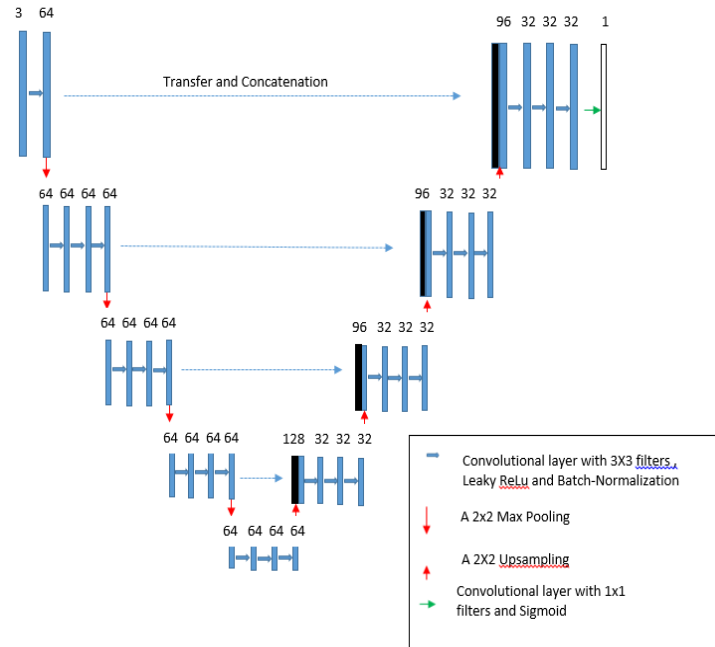 3 64
96 32 32 32 1
Transfer and Concatenation
64 64 64 64
96 32 32 32
64 64 64 64
96 32 32 32
64 64 64 64
128 32 32 32
64 64 64 64
Convolutional layer with 3X3 filters ,
Leaky ReLu and Batch-Normalization
A 2x2 Max Pooling
A 2X2 Upsampling
Convolutional layer with 1x1
filters and Sigmoid